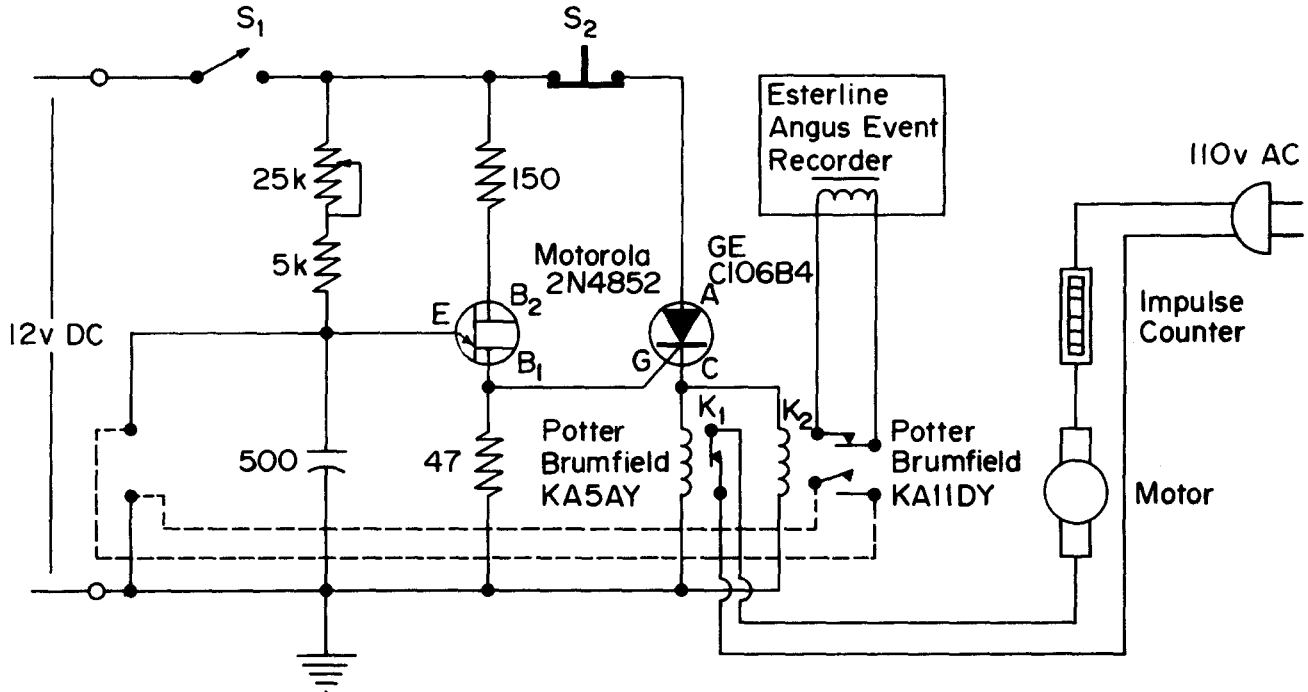 S1
S2
Esterline
Angus Event
Recorder
110v AC
25k
150
5k
Motorola
2N4852
GE
C106B4
A
E
B2
B1
G
C
12v DC
Impulse
Counter
K1
K2
500
47
Potter
Brumfield
KA5AY
Potter
Brumfield
KA11DY
Motor